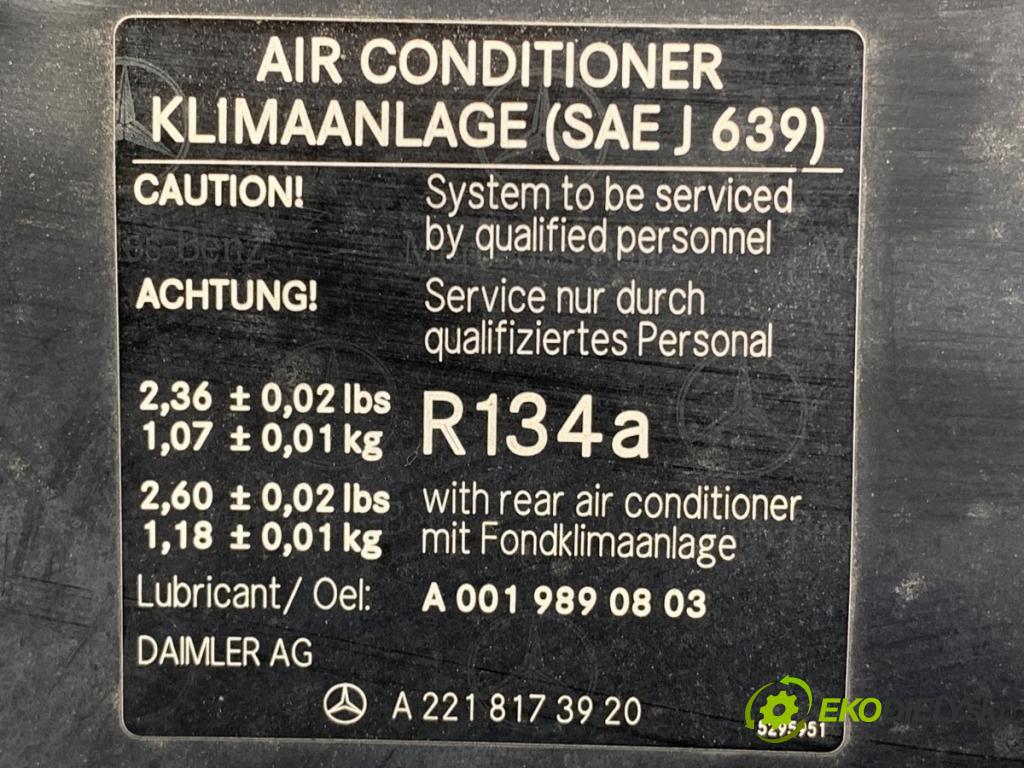 AIR CONDITIONER
KLIMAANLAGE (SAE J 639)
CAUTION! System to be serviced
by qualified personnel
ACHTUNG! Service nur durch
qualifiziertes Personal
2,36 ± 0,02 lbs
1,07 ± 0,01 kg
R134a
2,60 ± 0,02 lbs with rear air conditioner
1,18 ± 0,01 kg mit Fondklimaanlage
Lubricant/ Oel: A 001 989 08 03
DAIMLER AG
A 221 817 39 20
EKODIELY.SK